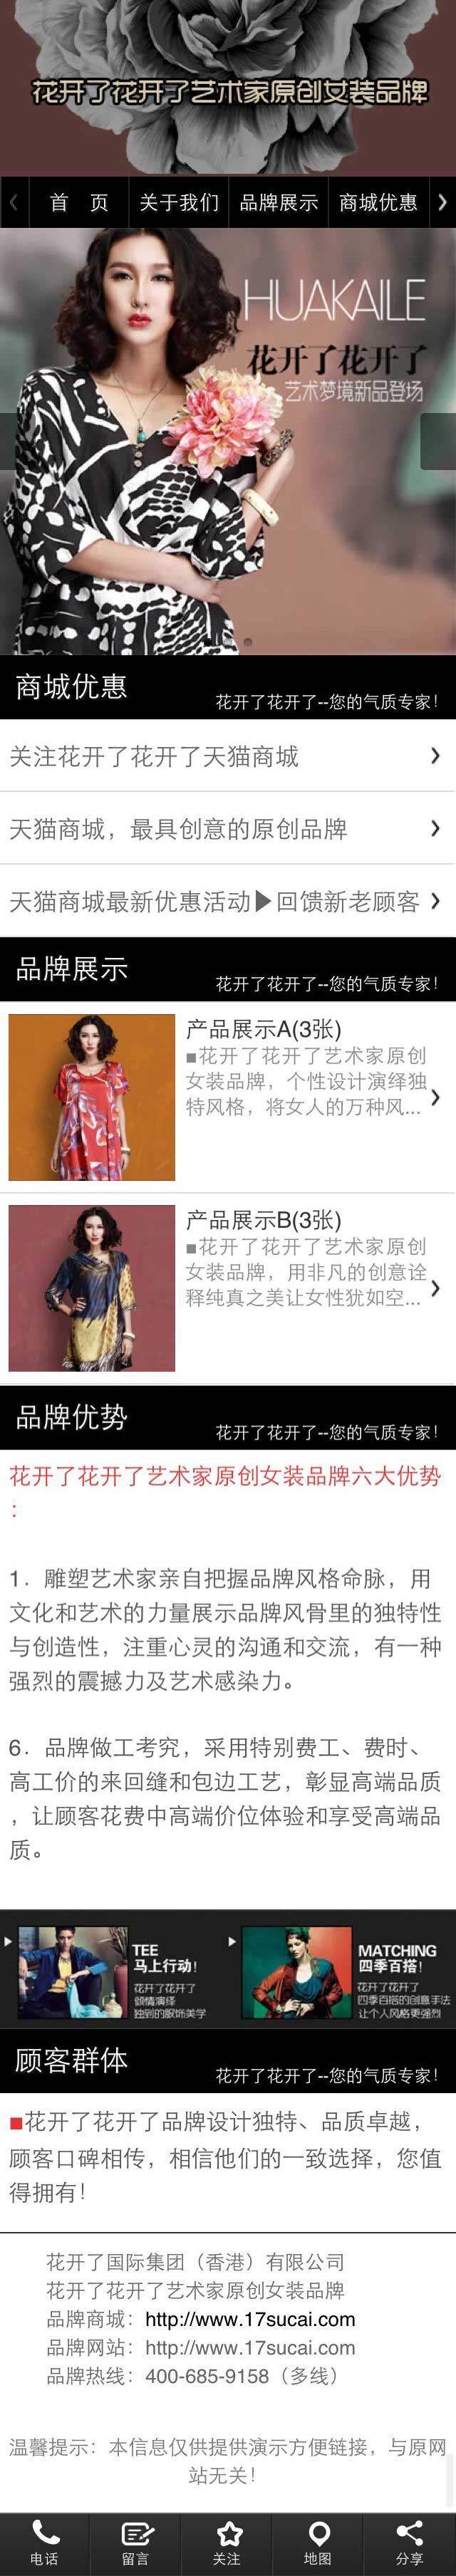 花开了花开了艺术家原创女装品牌
首 页 关于我们 品牌展示 商城优惠
HUAKAILE
花开了花开了
艺术梦境新品登场
商城优惠
花开了花开了--您的气质专家!
关注花开了花开了天猫商城
天猫商城，最具创意的原创品牌
天猫商城最新优惠活动▶回馈新老顾客
品牌展示
花开了花开了--您的气质专家!
产品展示A(3张)
■花开了花开了艺术家原创
女装品牌，个性设计演绎独
特风格，将女人的万种风...
产品展示B(3张)
■花开了花开了艺术家原创
女装品牌，用非凡的创意诠
释纯真之美让女性犹如空...
品牌优势
花开了花开了--您的气质专家!
花开了花开了艺术家原创女装品牌六大优势
：
1．雕塑艺术家亲自把握品牌风格命脉，用
文化和艺术的力量展示品牌风骨里的独特性
与创造性，注重心灵的沟通和交流，有一种
强烈的震撼力及艺术感染力。
6．品牌做工考究，采用特别费工、费时、
高工价的来回缝和包边工艺，彰显高端品质
，让顾客花费中高端价位体验和享受高端品
质。
TEE
马上行动!
花开了花开了
倾情演绎
独到的服饰美学
MATCHING
四季百搭!
花开了花开了
四季百搭的创意手法
让个人风格更强烈
顾客群体
花开了花开了--您的气质专家!
■花开了花开了品牌设计独特、品质卓越，
顾客口碑相传，相信他们的一致选择，您值
得拥有！
花开了国际集团（香港）有限公司
花开了花开了艺术家原创女装品牌
品牌商城：http://www.17sucai.com
品牌网站：http://www.17sucai.com
品牌热线：400-685-9158（多线）
温馨提示：本信息仅供提供演示方便链接，与原网
站无关！
电话 留言 关注 地图 分享